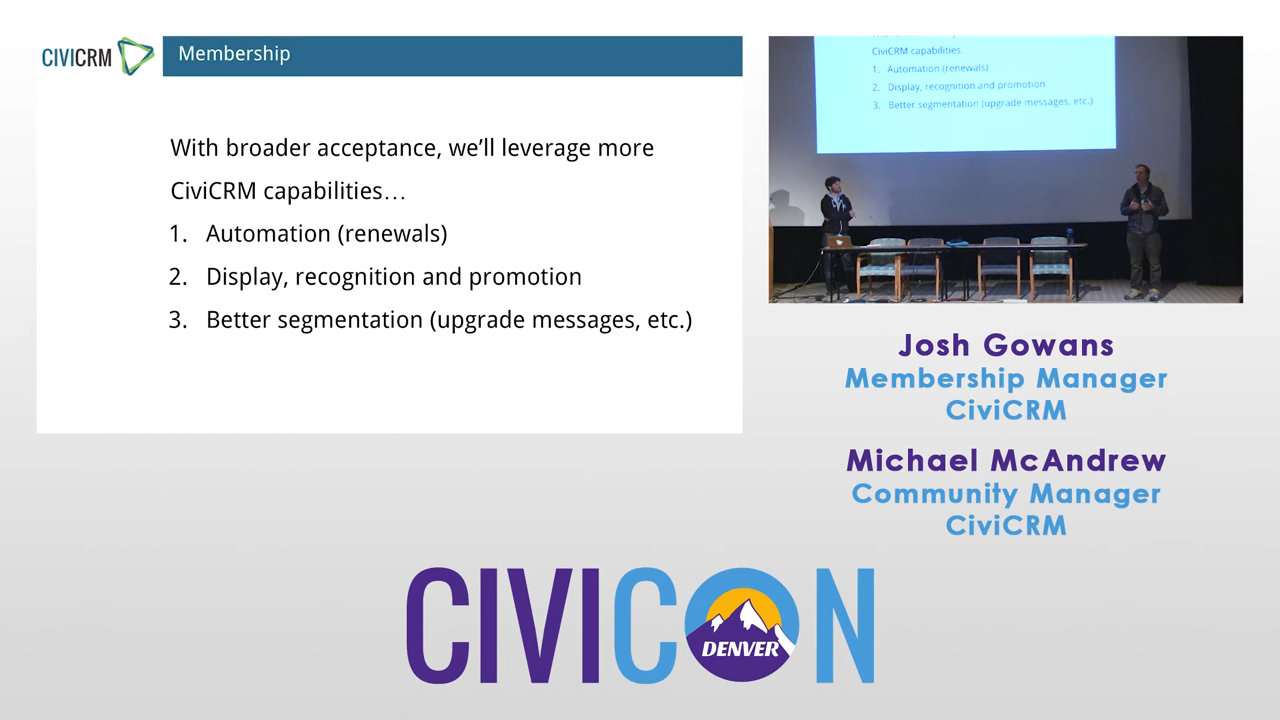 CIVICRM
Membership
With broader acceptance, we'll leverage more
CiviCRM capabilities…
1. Automation (renewals)
2. Display, recognition and promotion
3. Better segmentation (upgrade messages, etc.)
CiviCRM capabilities...
1. Automation (renewals)
2. Display, recognition and promotion
3. Better segmentation (upgrade messages, etc.)
Josh Gowans
Membership Manager
CiviCRM
Michael McAndrew
Community Manager
CiviCRM
CIVICON
DENVER